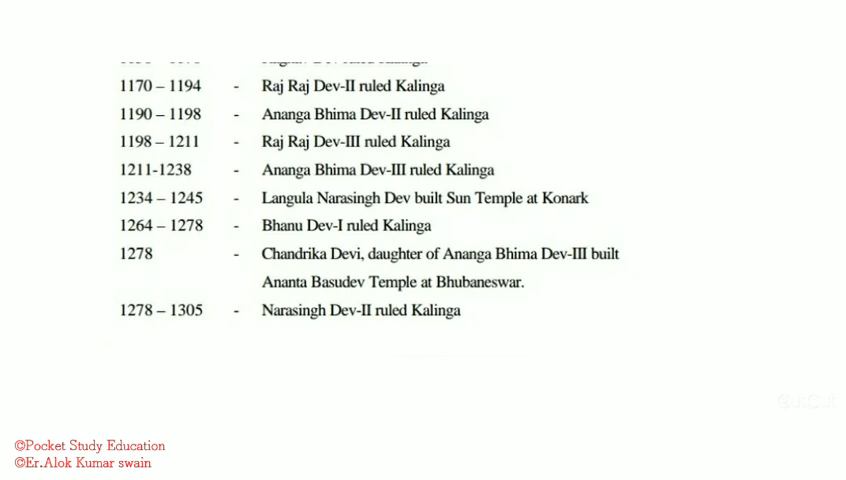 1170 – 1194 - Raj Raj Dev-II ruled Kalinga
1190 – 1198 - Ananga Bhima Dev-II ruled Kalinga
1198 – 1211 - Raj Raj Dev-III ruled Kalinga
1211-1238 - Ananga Bhima Dev-III ruled Kalinga
1234 – 1245 - Langula Narasingh Dev built Sun Temple at Konark
1264 – 1278 - Bhanu Dev-I ruled Kalinga
1278 - Chandrika Devi, daughter of Ananga Bhima Dev-III built
Ananta Basudev Temple at Bhubaneswar.
1278 – 1305 - Narasingh Dev-II ruled Kalinga
©Pocket Study Education
©Er.Alok Kumar swain